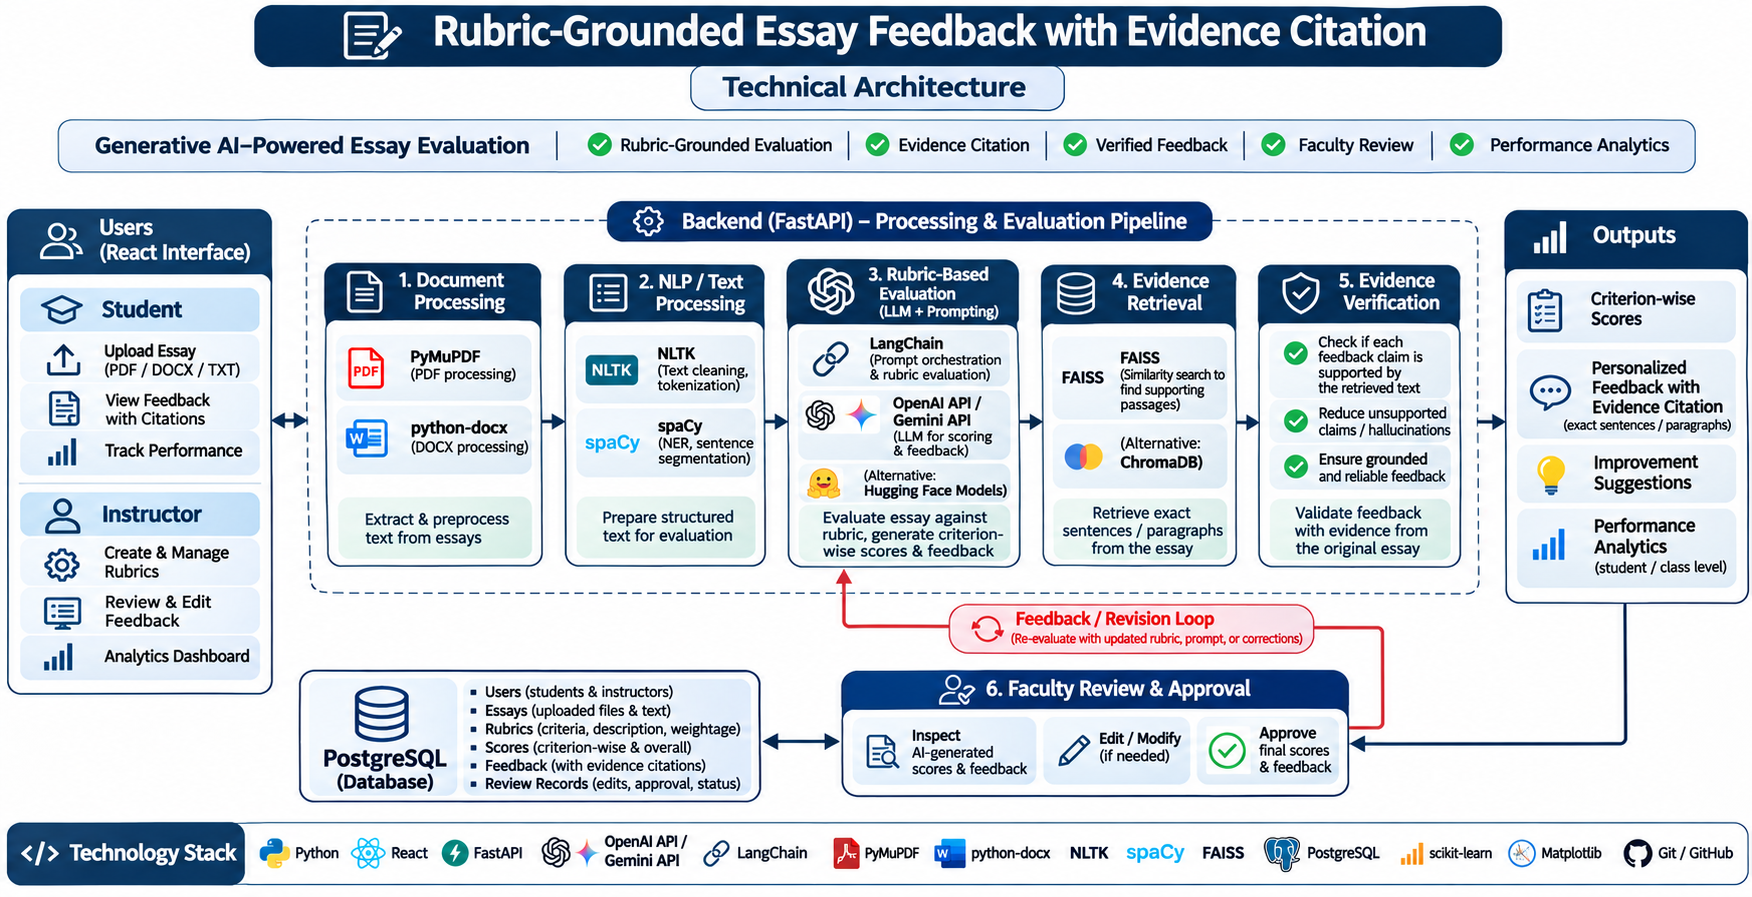 Rubric-Grounded Essay Feedback with Evidence Citation
Technical Architecture
Generative AI–Powered Essay Evaluation
Rubric-Grounded Evaluation
Evidence Citation
Verified Feedback
Faculty Review
Performance Analytics
Users
(React Interface)
Student
Upload Essay
(PDF / DOCX / TXT)
View Feedback
with Citations
Track Performance
Instructor
Create & Manage
Rubrics
Review & Edit
Feedback
Analytics Dashboard
Backend (FastAPI) – Processing & Evaluation Pipeline
1. Document
Processing
PDF
PyMuPDF
(PDF processing)
W
python-docx
(DOCX processing)
Extract & preprocess
text from essays
2. NLP / Text
Processing
NLTK
NLTK
(Text cleaning,
tokenization)
spaCy
spaCy
(NER, sentence
segmentation)
Prepare structured
text for evaluation
3. Rubric-Based
Evaluation
(LLM + Prompting)
LangChain
(Prompt orchestration
& rubric evaluation)
OpenAI API /
Gemini API
(LLM for scoring
& feedback)
(Alternative:
Hugging Face Models)
Evaluate essay against
rubric, generate criterion-
wise scores & feedback
4. Evidence
Retrieval
FAISS
FAISS
(Similarity search to
find supporting
passages)
(Alternative:
ChromaDB)
Retrieve exact
sentences / paragraphs
from the essay
5. Evidence
Verification
Check if each
feedback claim is
supported by
the retrieved text
Reduce unsupported
claims / hallucinations
Ensure grounded
and reliable feedback
Validate feedback
with evidence from
the original essay
Outputs
Criterion-wise
Scores
Personalized
Feedback with
Evidence Citation
(exact sentences / paragraphs)
Improvement
Suggestions
Performance
Analytics
(student / class level)
Feedback / Revision Loop
(Re-evaluate with updated rubric, prompt, or corrections)
PostgreSQL
(Database)
▪ Users (students & instructors)
▪ Essays (uploaded files & text)
▪ Rubrics (criteria, description, weightage)
▪ Scores (criterion-wise & overall)
▪ Feedback (with evidence citations)
▪ Review Records (edits, approval, status)
6. Faculty Review & Approval
Inspect
AI-generated
scores & feedback
Edit / Modify
(if needed)
Approve
final scores
& feedback
</> Technology Stack
Python
React
FastAPI
OpenAI API /
Gemini API
LangChain
PyMuPDF
W
python-docx
NLTK
spaCy
FAISS
PostgreSQL
scikit-learn
Matplotlib
Git / GitHub